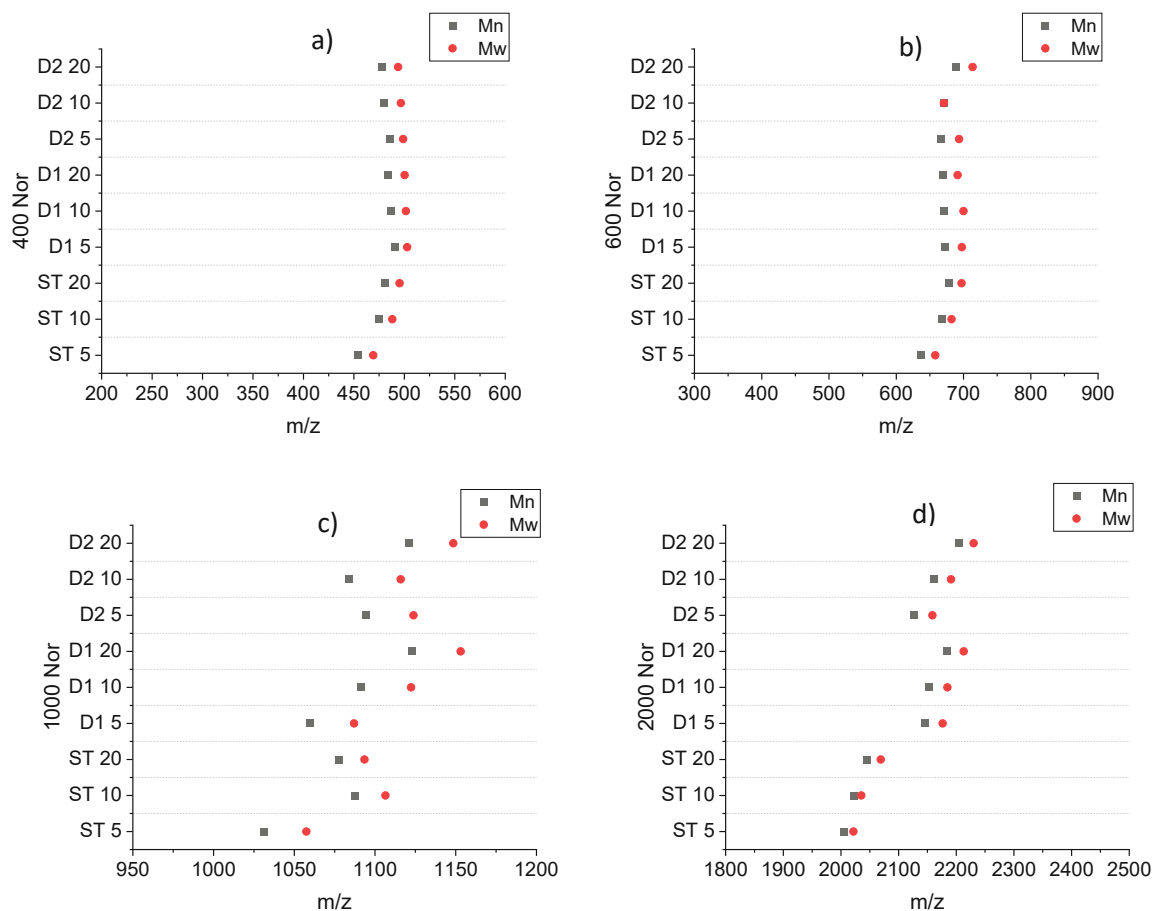 a)
Mn
Mw
D2 20
D2 10
D2 5
D1 20
D1 10
D1 5
ST 20
ST 10
ST 5
400 Nor
200 250 300 350 400 450 500 550 600
m/z
b)
Mn
Mw
D2 20
D2 10
D2 5
D1 20
D1 10
D1 5
ST 20
ST 10
ST 5
600 Nor
300 400 500 600 700 800 900
m/z
c)
Mn
Mw
D2 20
D2 10
D2 5
D1 20
D1 10
D1 5
ST 20
ST 10
ST 5
1000 Nor
950 1000 1050 1100 1150 1200
m/z
d)
Mn
Mw
D2 20
D2 10
D2 5
D1 20
D1 10
D1 5
ST 20
ST 10
ST 5
2000 Nor
1800 1900 2000 2100 2200 2300 2400 2500
m/z